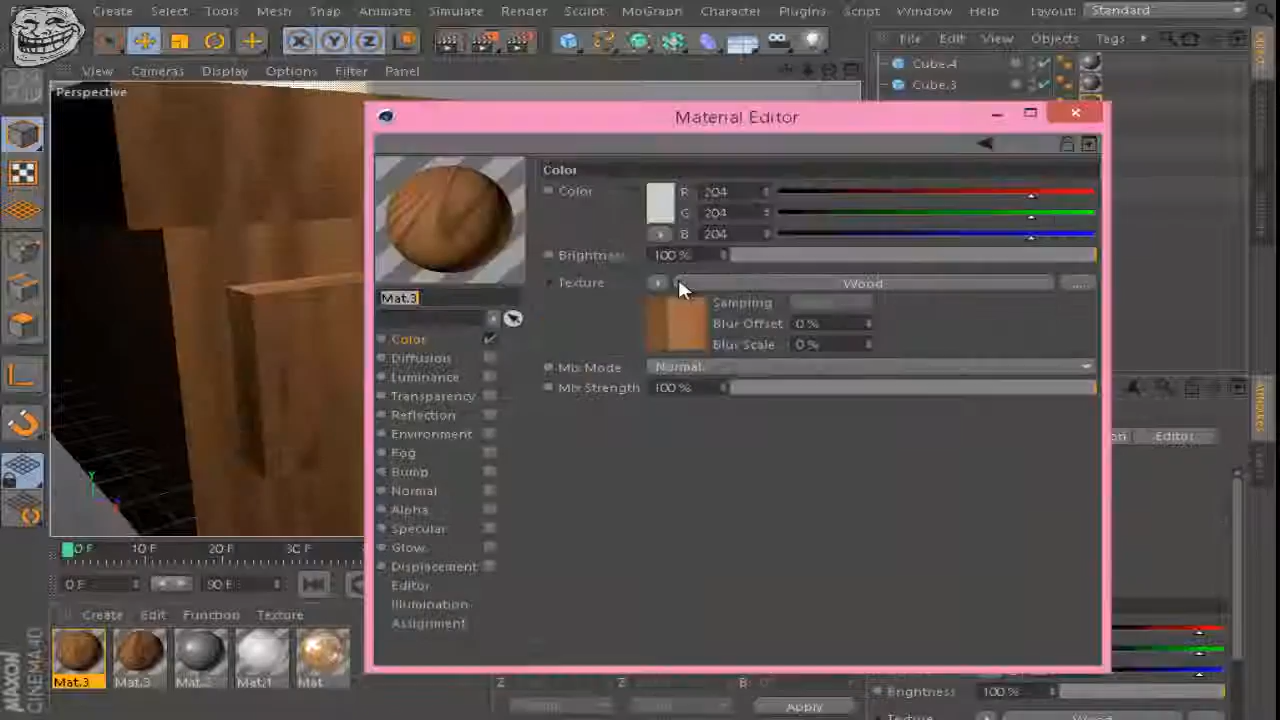 Create Select Tools Mesh Snap Animate Simulate Render Sculpt MoGraph Character Plugins Script Window Help Layout: Standard
X Y Z
File Edit View Objects Tags
View Cameras Display Options Filter Panel
Cube.4
Cube.3
Perspective
Material Editor
Color
Color R 204
G 204
B 204
Brightness 100 %
Texture Wood
Sampling
Blur Offset 0 %
Blur Scale 0 %
Mix Mode Normal
Mix Strength 100 %
Mat.3
Color
Diffusion
Luminance
Transparency
Reflection
Environment
Fog
Bump
Normal
Alpha
Specular
Glow
Displacement
Editor
Illumination
Assignment
Editor
Attributes
0 F 10 F 20 F 30 F
0 F 90 F
Create Edit Function Texture
Mat.3 Mat.3 Mat.1 Mat
Apply
Brightness 100 %
Texture Wood
MAXON
CINEMA 4D